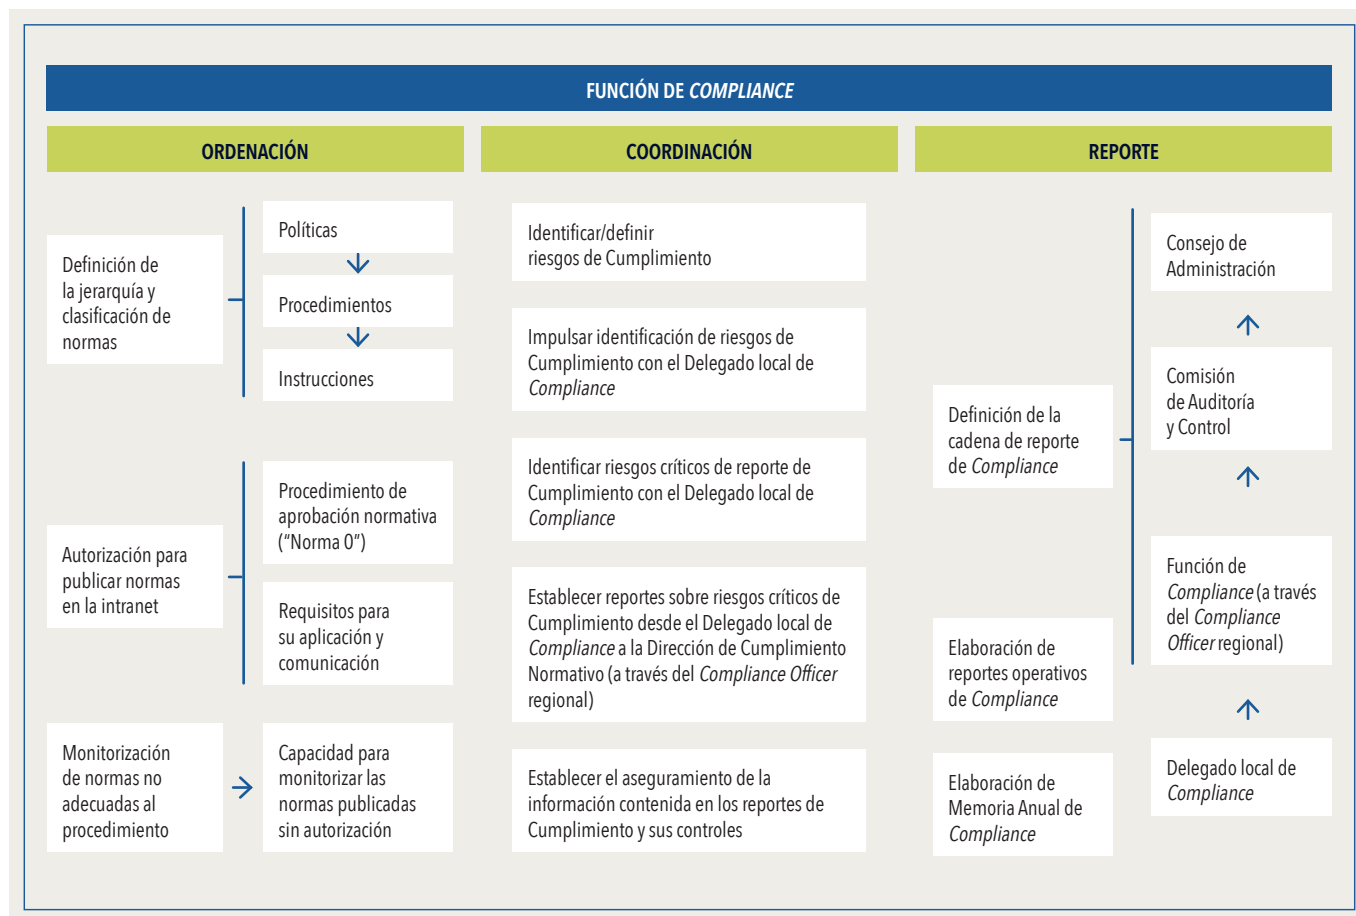 FUNCIÓN DE COMPLIANCE
ORDENACIÓN
Definición de
la jerarquía y
clasificación de
normas
Políticas
Procedimientos
Instrucciones
Autorización para
publicar normas
en la intranet
Procedimiento de
aprobación normativa
(“Norma 0”)
Requisitos para
su aplicación y
comunicación
Monitorización
de normas no
adecuadas al
procedimiento
Capacidad para
monitorizar las
normas publicadas
sin autorización
COORDINACIÓN
Identificar/definir
riesgos de Cumplimiento
Impulsar identificación de riesgos de
Cumplimiento con el Delegado local de
Compliance
Identificar riesgos críticos de reporte de
Cumplimiento con el Delegado local de
Compliance
Establecer reportes sobre riesgos críticos de
Cumplimiento desde el Delegado local de
Compliance a la Dirección de Cumplimiento
Normativo (a través del Compliance Officer
regional)
Establecer el aseguramiento de la
información contenida en los reportes de
Cumplimiento y sus controles
REPORTE
Definición de la
cadena de reporte
de Compliance
Elaboración de
reportes operativos
de Compliance
Elaboración de
Memoria Anual de
Compliance
Consejo de
Administración
Comisión
de Auditoría
y Control
Función de
Compliance (a través
del Compliance
Officer regional)
Delegado local de
Compliance